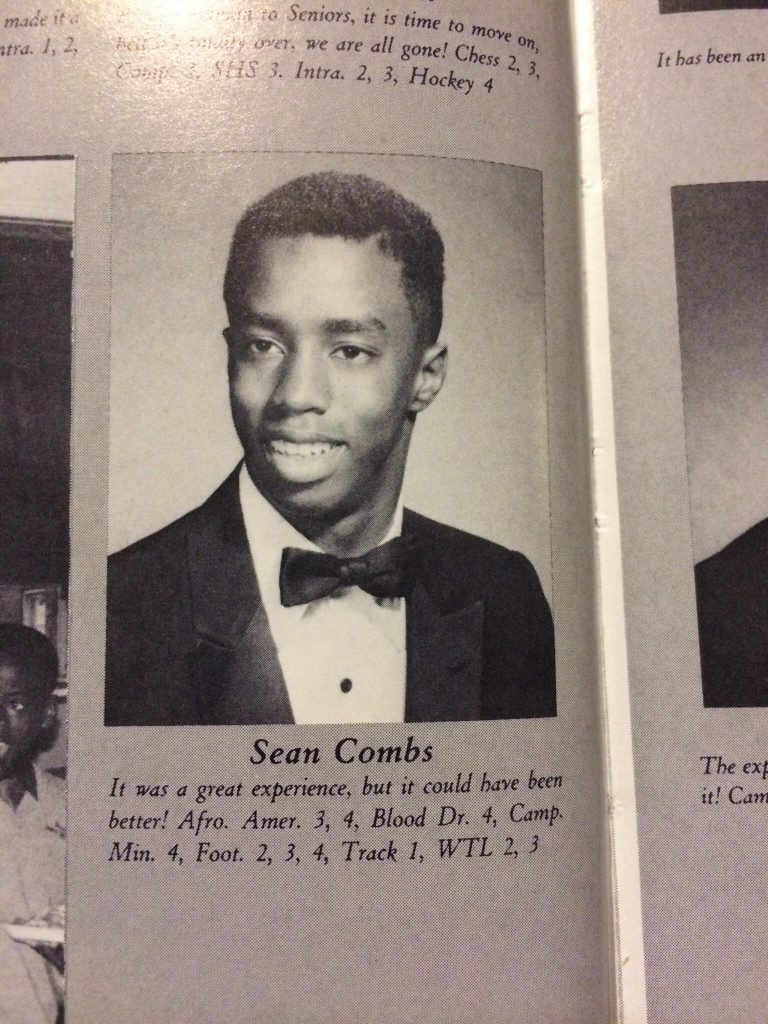 made it a
ntra. 1, 2,
to Seniors, it is time to move on,
over, we are all gone! Chess 2, 3,
SHS 3. Intra. 2, 3, Hockey 4
It has been an
Sean Combs
It was a great experience, but it could have been
better! Afro. Amer. 3, 4, Blood Dr. 4, Camp.
Min. 4, Foot. 2, 3, 4, Track 1, WTL 2, 3
The exp
it! Cam